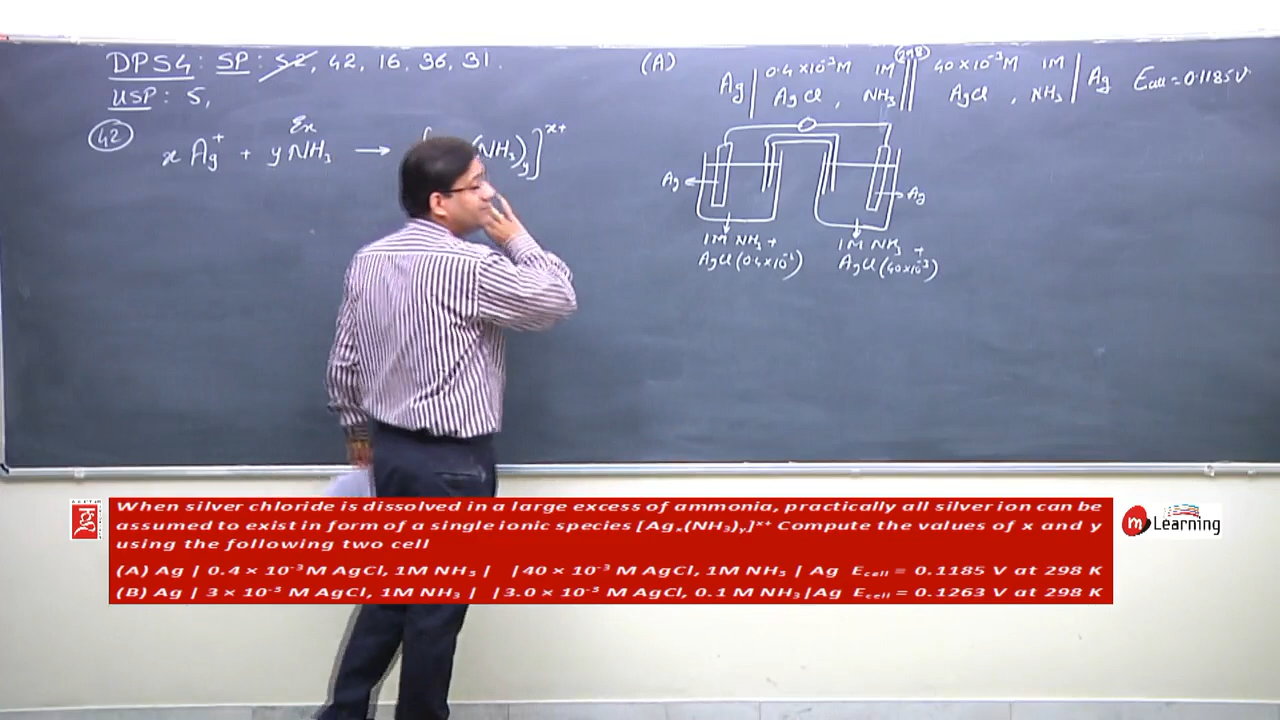 DPS4: SP: 52, 42, 16, 36, 31.
USP: 5,
(42) x Ag⁺ + y NH₃ → [ (NH₃)y]ˣ⁺
Ex
(A) Ag | 0.4×10⁻³M AgCl, 1M NH₃ || 40×10⁻³M AgCl, 1M NH₃ | Ag Ecell = 0.1185V
(298)
Ag
Ag
1M NH₃ +
AgCl (0.4×10⁻³)
1M NH₃ +
AgCl (40×10⁻³)
When silver chloride is dissolved in a large excess of ammonia, practically all silver ion can be
assumed to exist in form of a single ionic species [Agₓ(NH₃)y]ˣ⁺ Compute the values of x and y
using the following two cell
(A) Ag | 0.4 × 10⁻³ M AgCl, 1M NH₃ | |40 × 10⁻³ M AgCl, 1M NH₃ | Ag Ecell = 0.1185 V at 298 K
(B) Ag | 3 × 10⁻³ M AgCl, 1M NH₃ | |3.0 × 10⁻³ M AgCl, 0.1 M NH₃|Ag Ecell = 0.1263 V at 298 K
m Learning